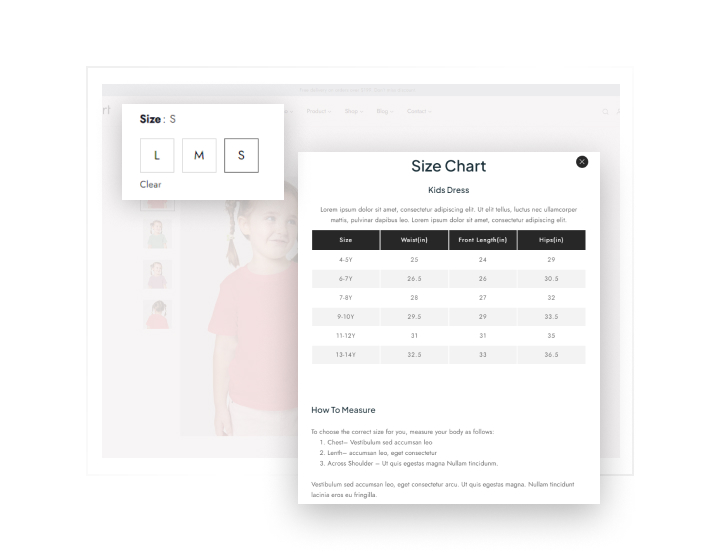 Product
Shop
Blog
Contact
Size : S
L M S
Clear
Size Chart
Kids Dress
Lorem ipsum dolor sit amet, consectetur adipiscing elit. Ut elit tellus, luctus nec ullamcorper
mattis, pulvinar dapibus leo. Lorem ipsum dolor sit amet, consectetur adipiscing elit.
Size Waist(in) Front Length(in) Hips(in)
4-5Y 25 24 29
6-7Y 26.5 26 30.5
7-8Y 28 27 32
9-10Y 29.5 29 33.5
11-12Y 31 31 35
13-14Y 32.5 33 36.5
How To Measure
To choose the correct size for you, measure your body as follows:
1. Chest– Vestibulum sed accumsan leo
2. Lenth– accumsan leo, eget consectetur
3. Across Shoulder – Ut quis egestas magna Nullam tincidunm.
Vestibulum sed accumsan leo, eget consectetur arcu. Ut quis egestas magna. Nullam tincidunt
lacinia eros eu fringilla.